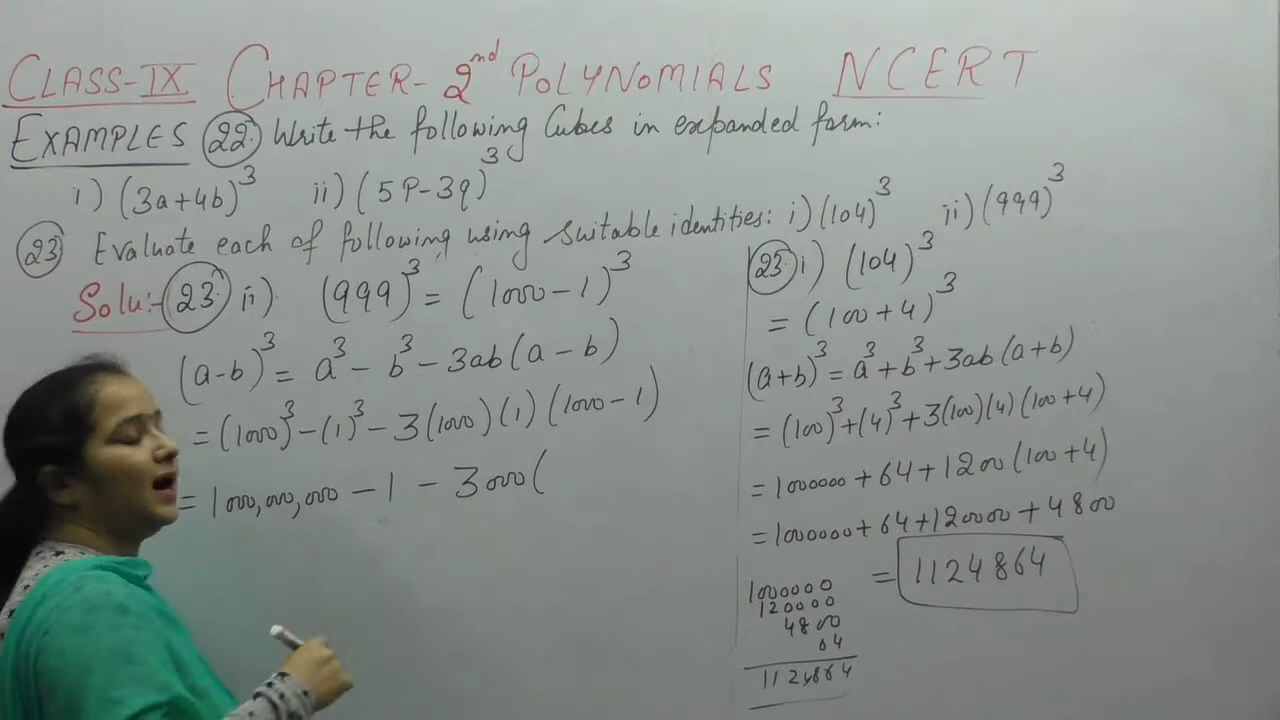 CLASS-IX CHAPTER-2nd POLYNOMIALS NCERT
EXAMPLES 22. Write the following Cubes in expanded form:
i) (3a+4b)³ ii) (5P-3q)³
23 Evaluate each of following using suitable identities: i) (104)³ ii) (999)³
Solu:- 23. ii) (999)³ = (1000-1)³
(a-b)³ = a³ - b³ - 3ab(a-b)
= (1000)³ - (1)³ - 3(1000)(1)(1000-1)
= 1000,000,000 - 1 - 3000(
23. i) (104)³
= (100+4)³
(a+b)³ = a³+b³+3ab(a+b)
= (100)³+(4)³+3(100)(4)(100+4)
= 1000000+64+1200(100+4)
= 1000000+64+120000+4800
= 1124864
1000000
120000
4800
64
1124864